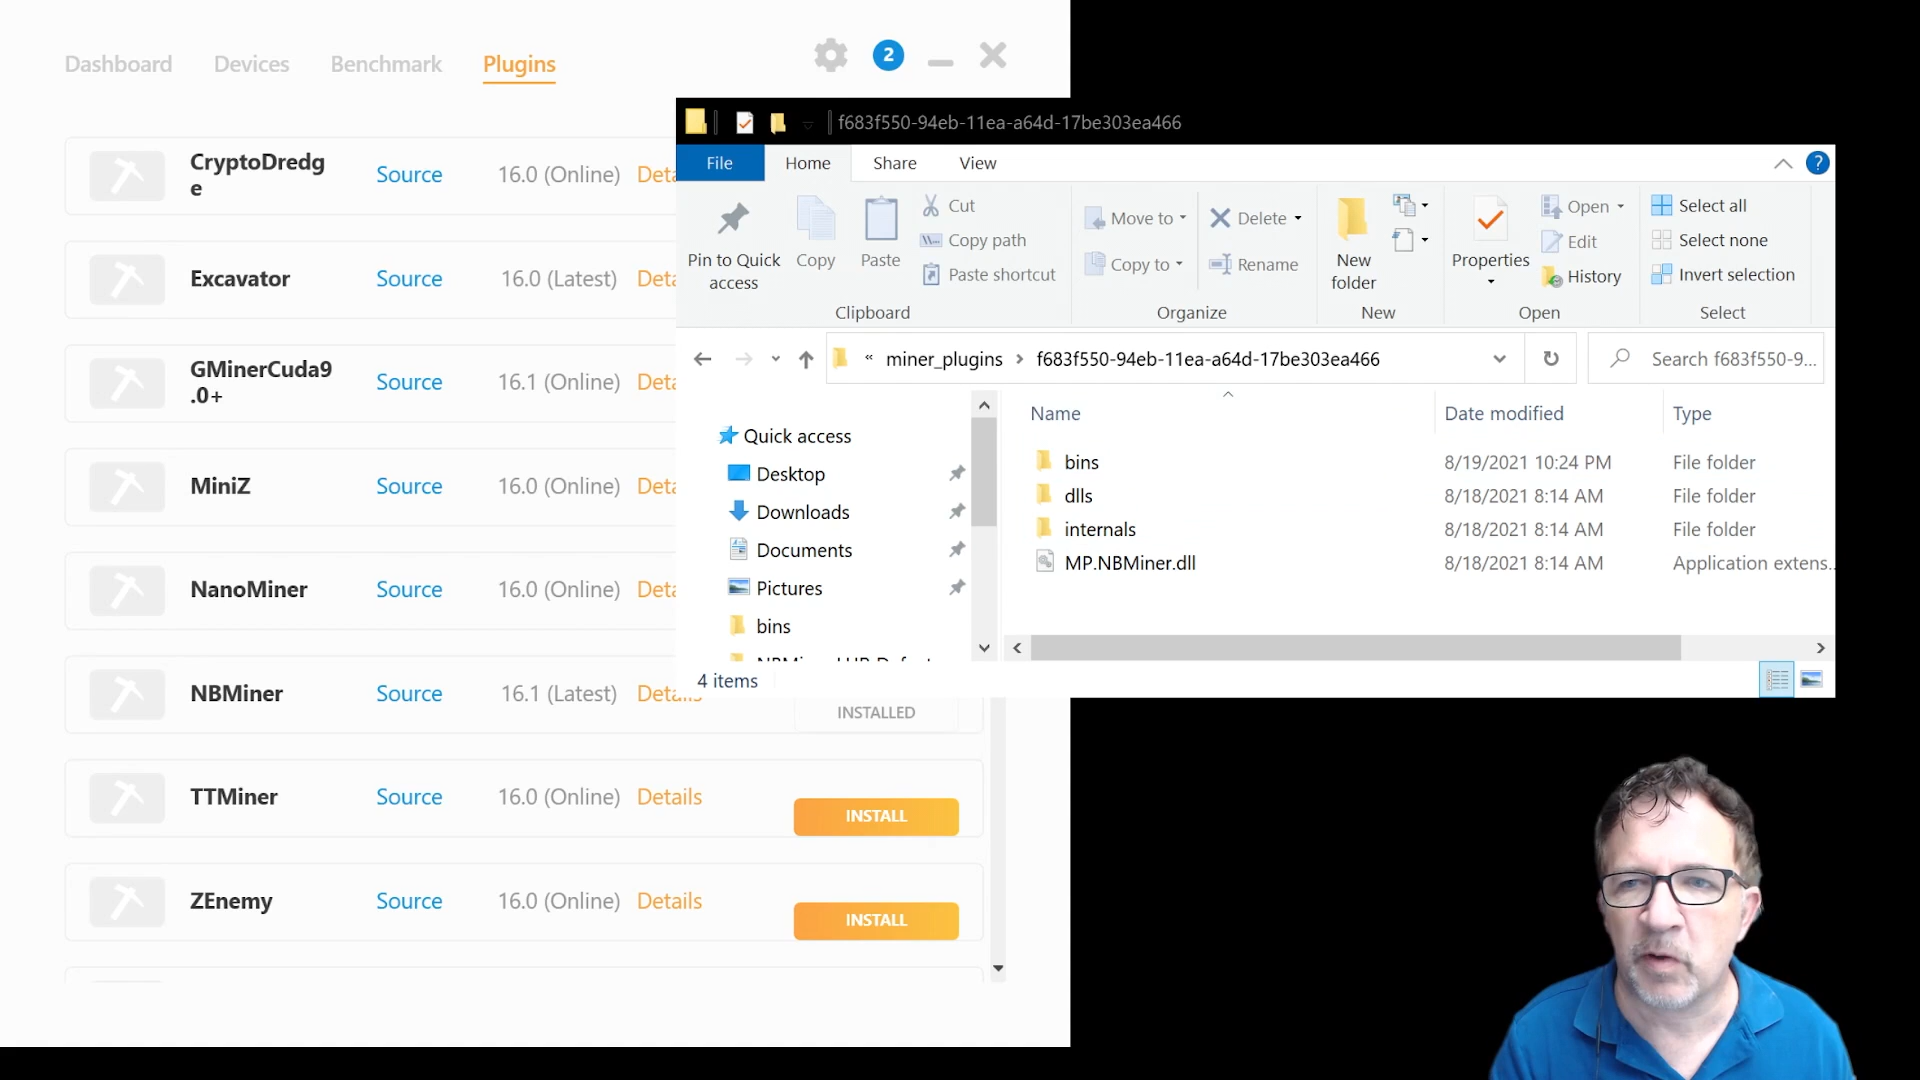 Dashboard Devices Benchmark Plugins 2
CryptoDredg
e
Source 16.0 (Online) Deta
Excavator Source 16.0 (Latest) Deta
GMinerCuda9
.0+
Source 16.1 (Online) Deta
MiniZ Source 16.0 (Online) Deta
NanoMiner Source 16.0 (Online) Deta
NBMiner Source 16.1 (Latest) Details
INSTALLED
TTMiner Source 16.0 (Online) Details INSTALL
ZEnemy Source 16.0 (Online) Details INSTALL
f683f550-94eb-11ea-a64d-17be303ea466
File Home Share View ?
Pin to Quick
access
Copy
Paste
Cut
Copy path
Paste shortcut
Clipboard
Move to
Copy to
Delete
Rename
Organize
New
folder
New
Properties
Open
Edit
History
Open
Select all
Select none
Invert selection
Select
« miner_plugins > f683f550-94eb-11ea-a64d-17be303ea466
Search f683f550-9...
Quick access
Desktop
Downloads
Documents
Pictures
bins
Name Date modified Type
bins 8/19/2021 10:24 PM File folder
dlls 8/18/2021 8:14 AM File folder
internals 8/18/2021 8:14 AM File folder
MP.NBMiner.dll 8/18/2021 8:14 AM Application extens...
4 items